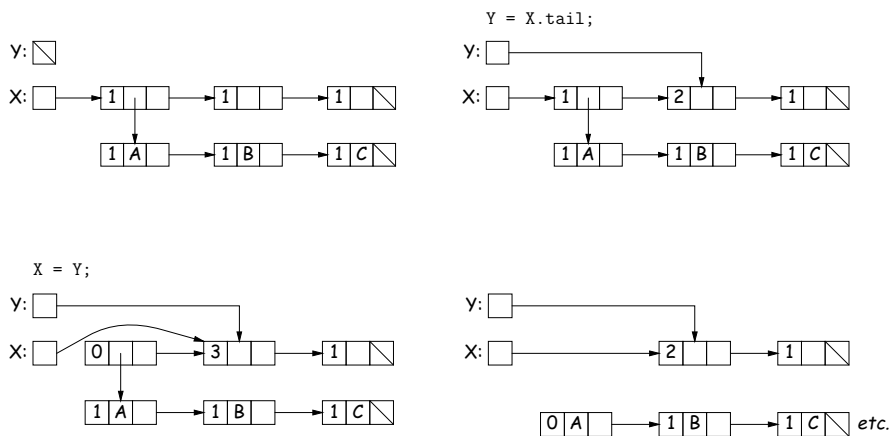 Y:
X: 1 1 1
1 A 1 B 1 C
Y = X.tail;
Y:
X: 1 2 1
1 A 1 B 1 C
X = Y;
Y:
X: 0 3 1
1 A 1 B 1 C
Y:
X: 2 1
0 A 1 B 1 C etc.